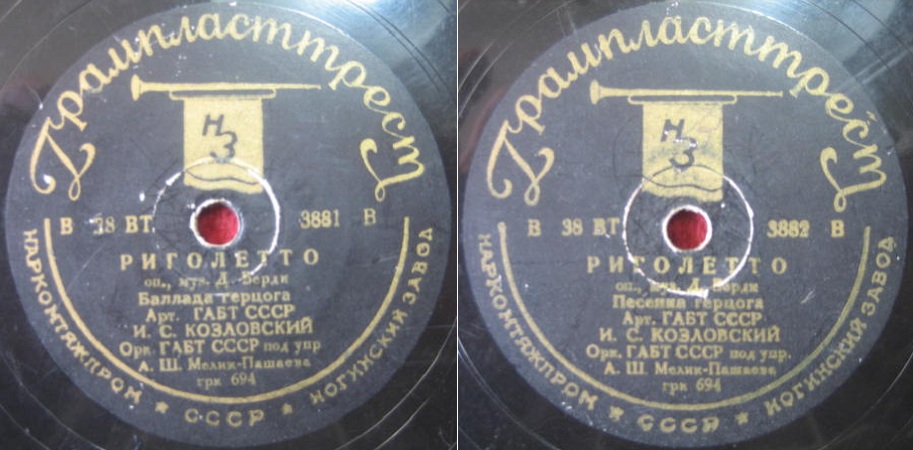 Грампласттрест
НЗ
В 38 ВТ. 3881 В
РИГОЛЕТТО
оп., муз. Д. Верди
Баллада герцога
Арт. ГАБТ СССР
И. С. КОЗЛОВСКИЙ
Орк. ГАБТ СССР под упр.
А. Ш. Мелик-Пашаева
грк 694
НАРКОМТЯЖПРОМ ★ СССР ★ НОГИНСКИЙ ЗАВОД
Грампласттрест
НЗ
В 38 ВТ 3882 В
РИГОЛЕТТО
оп., муз. Д. Верди
Песенка герцога
Арт. ГАБТ СССР
И. С. КОЗЛОВСКИЙ
Орк. ГАБТ СССР под упр.
А. Ш. Мелик-Пашаева
грк 694
НАРКОМТЯЖПРОМ ★ СССР ★ НОГИНСКИЙ ЗАВОД